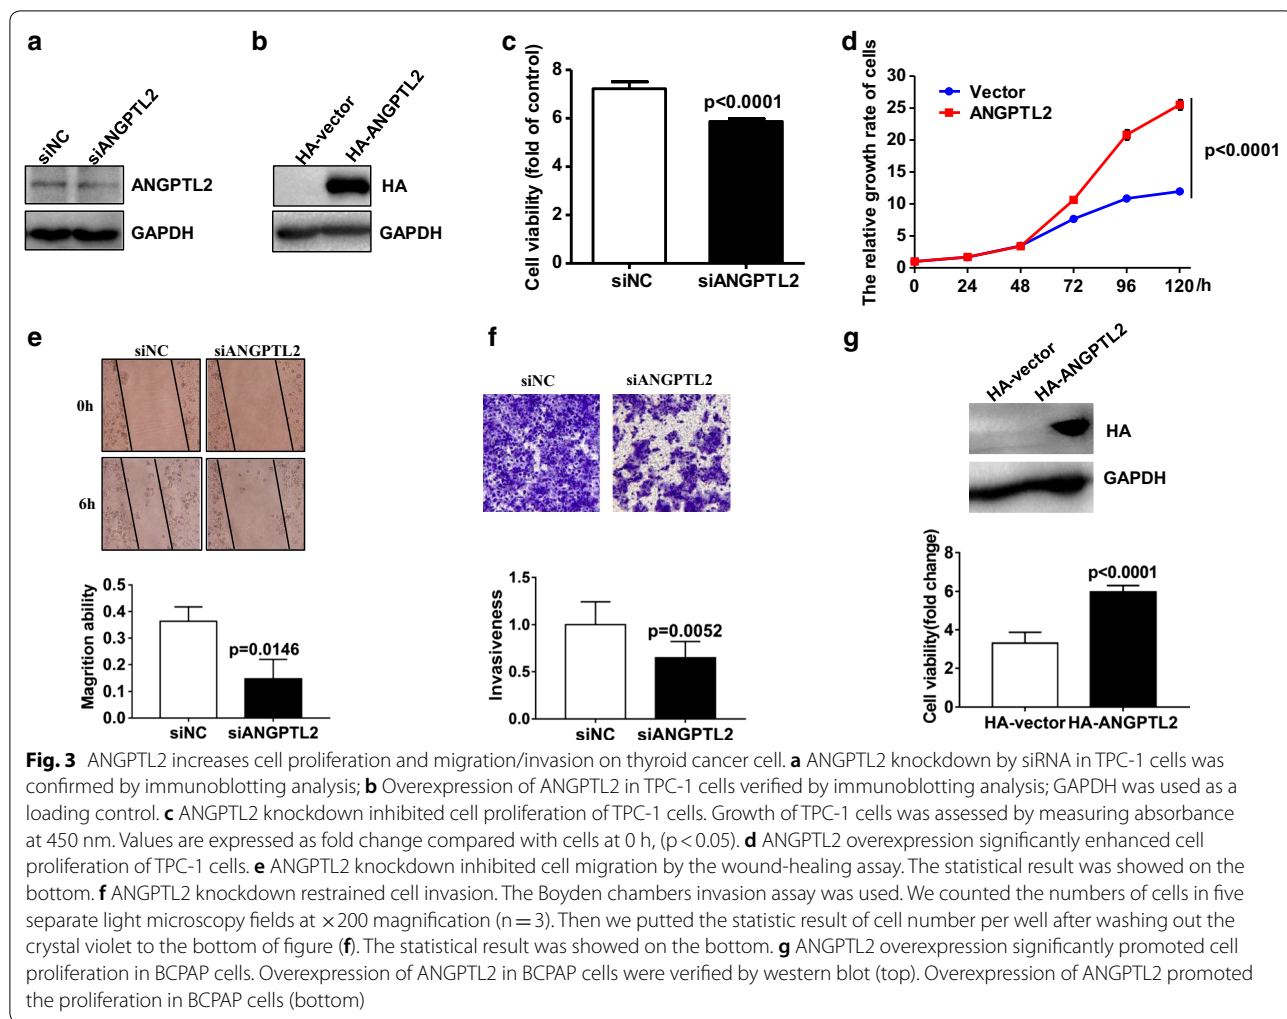 a
siNC
siANGPTL2
ANGPTL2
GAPDH
b
HA-vector
HA-ANGPTL2
HA
GAPDH
c
Cell viability (fold of control)
8
6
4
2
0
p<0.0001
siNC
siANGPTL2
d
The relative growth rate of cells
30
25
20
15
10
5
0
Vector
ANGPTL2
p<0.0001
0 24 48 72 96 120/h
e
siNC siANGPTL2
0h
6h
Magrition ability
0.5
0.4
0.3
0.2
0.1
0.0
p=0.0146
siNC siANGPTL2
f
siNC siANGPTL2
Invasiveness
1.5
1.0
0.5
0.0
p=0.0052
siNC siANGPTL2
g
HA-vector
HA-ANGPTL2
HA
GAPDH
Cell viability(fold change)
8
6
4
2
0
p<0.0001
HA-vector HA-ANGPTL2
Fig. 3 ANGPTL2 increases cell proliferation and migration/invasion on thyroid cancer cell. a ANGPTL2 knockdown by siRNA in TPC-1 cells was
confirmed by immunoblotting analysis; b Overexpression of ANGPTL2 in TPC-1 cells verified by immunoblotting analysis; GAPDH was used as a
loading control. c ANGPTL2 knockdown inhibited cell proliferation of TPC-1 cells. Growth of TPC-1 cells was assessed by measuring absorbance
at 450 nm. Values are expressed as fold change compared with cells at 0 h, (p < 0.05). d ANGPTL2 overexpression significantly enhanced cell
proliferation of TPC-1 cells. e ANGPTL2 knockdown inhibited cell migration by the wound-healing assay. The statistical result was showed on the
bottom. f ANGPTL2 knockdown restrained cell invasion. The Boyden chambers invasion assay was used. We counted the numbers of cells in five
separate light microscopy fields at ×200 magnification (n = 3). Then we putted the statistic result of cell number per well after washing out the
crystal violet to the bottom of figure (f). The statistical result was showed on the bottom. g ANGPTL2 overexpression significantly promoted cell
proliferation in BCPAP cells. Overexpression of ANGPTL2 in BCPAP cells were verified by western blot (top). Overexpression of ANGPTL2 promoted
the proliferation in BCPAP cells (bottom)